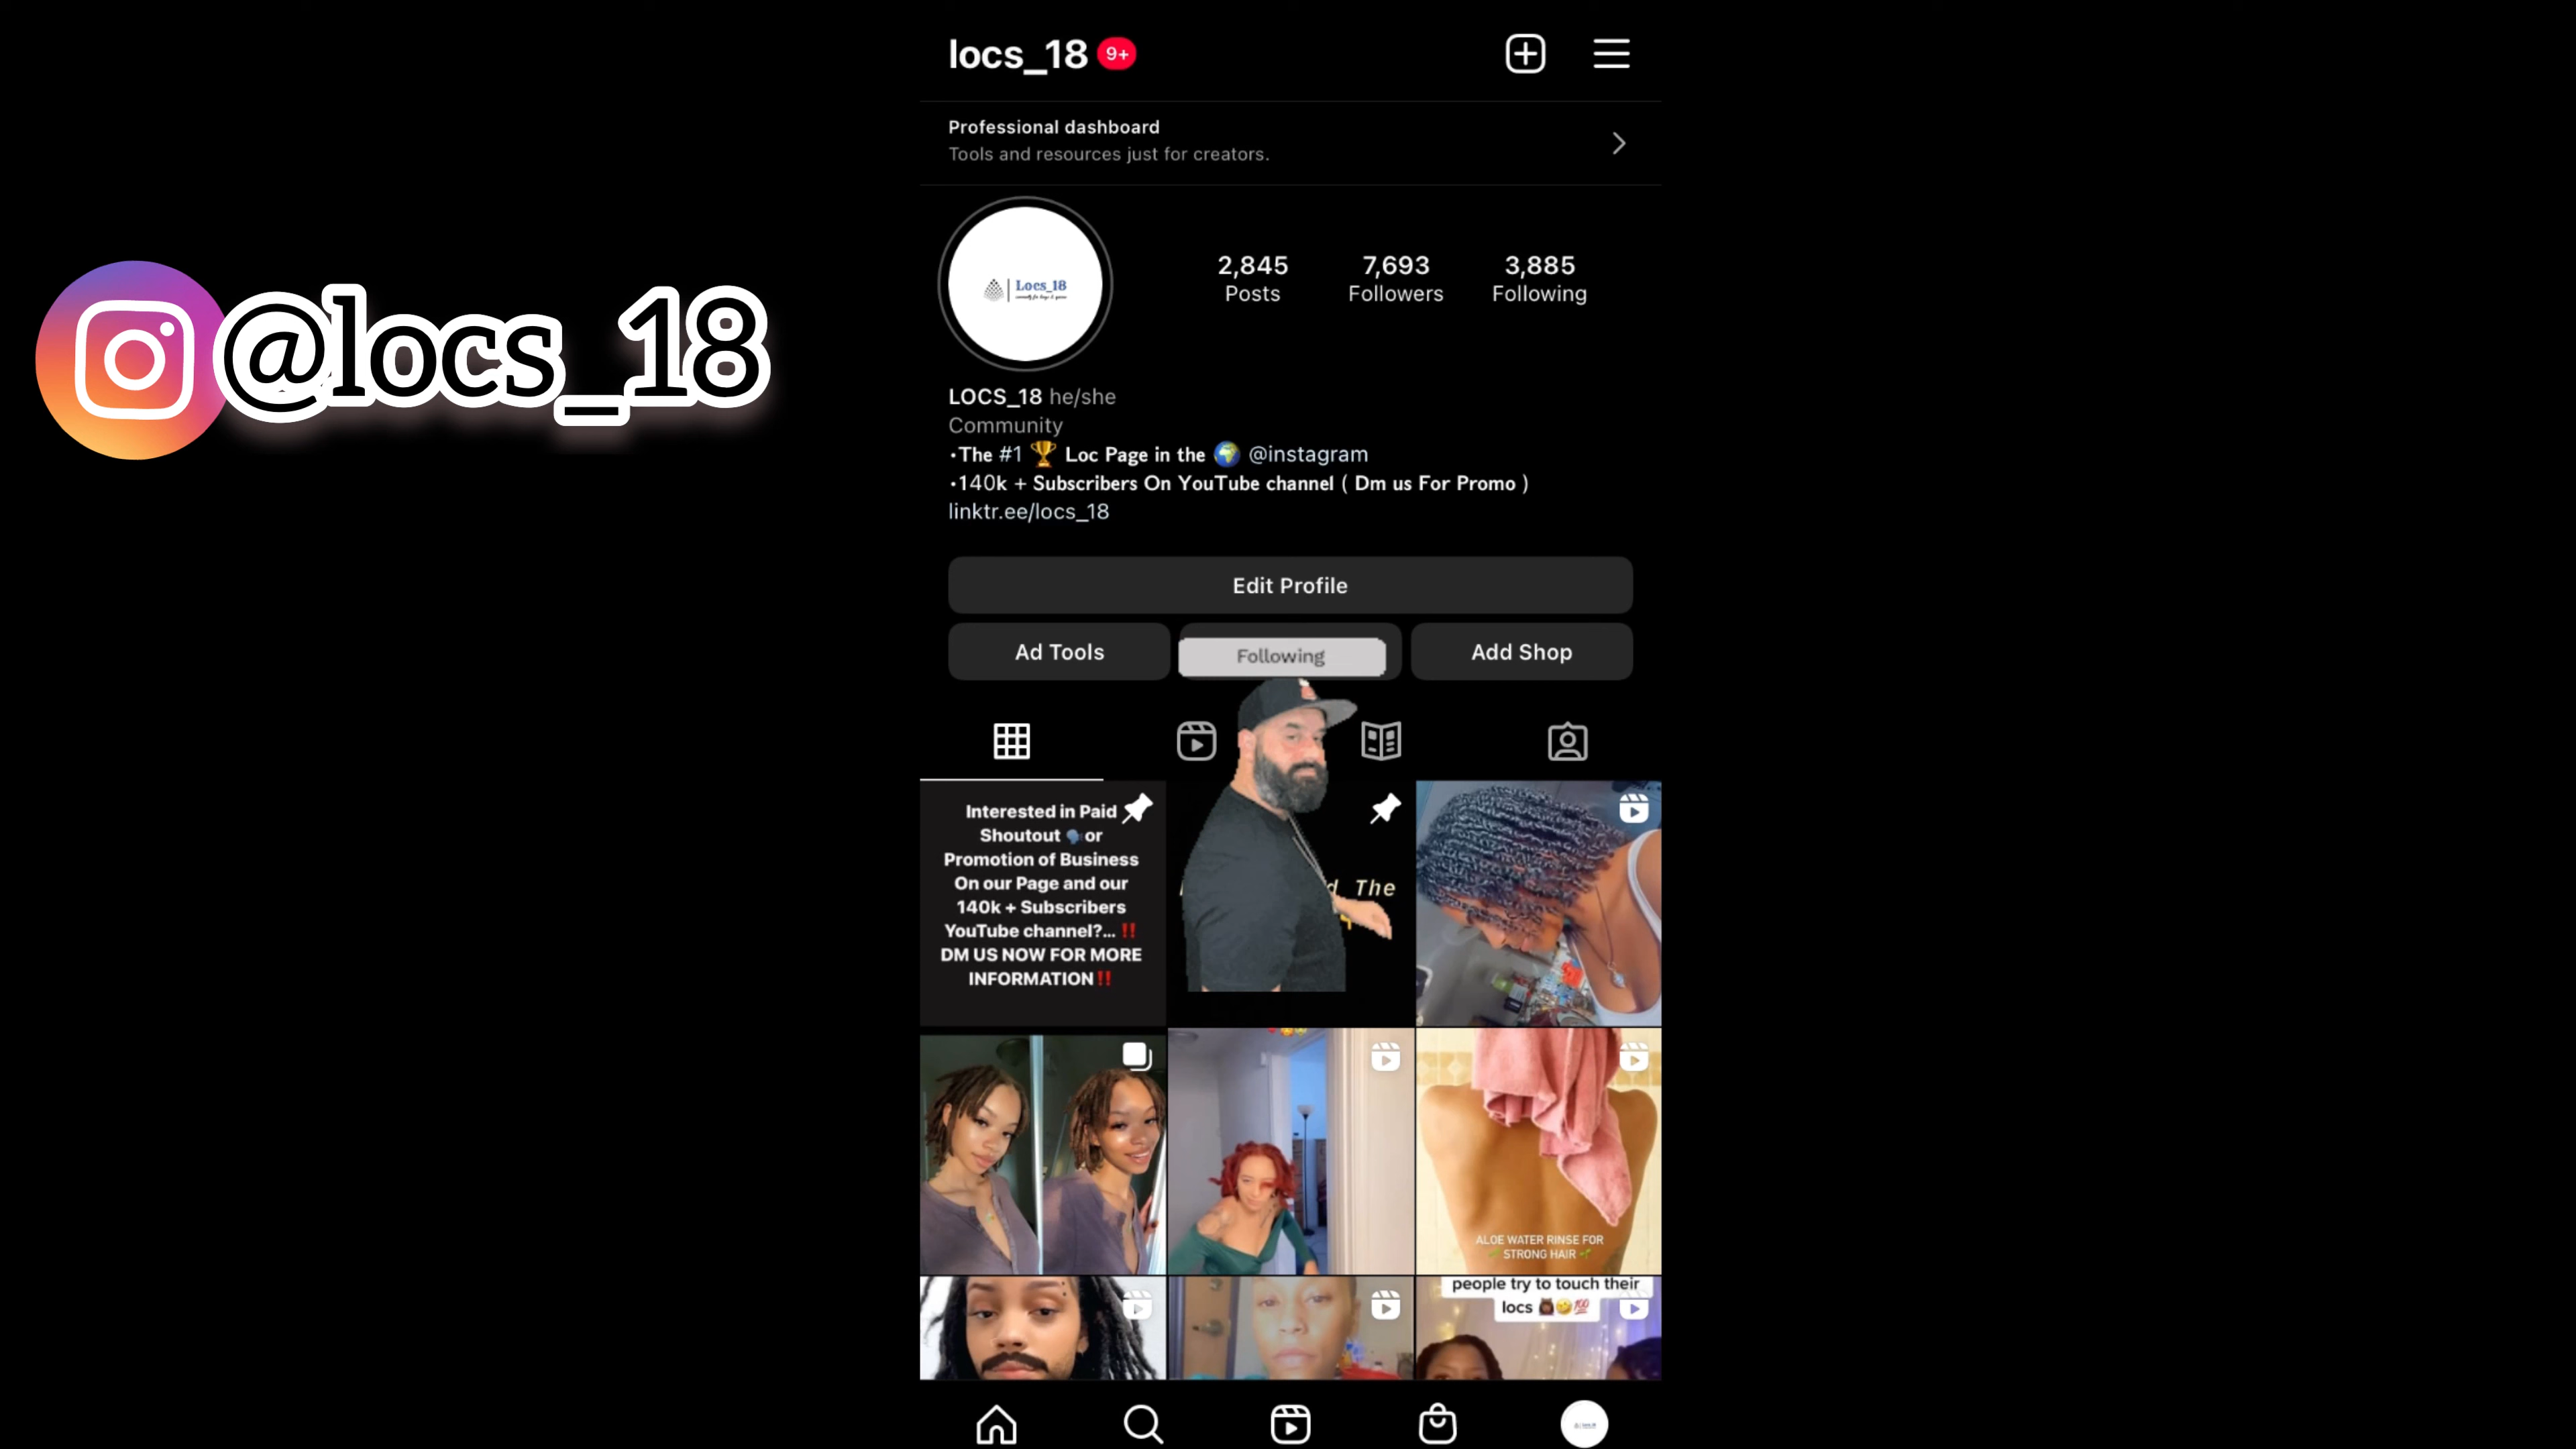 locs_18 9+
Professional dashboard
Tools and resources just for creators.
@locs_18
Locs_18
2,845 Posts
7,693 Followers
3,885 Following
LOCS_18 he/she
Community
•The #1 🏆 Loc Page in the 🌍 @instagram
•140k + Subscribers On YouTube channel ( Dm us For Promo )
linktr.ee/locs_18
Edit Profile
Ad Tools
Following
Add Shop
Interested in Paid
Shoutout 🗣️or
Promotion of Business
On our Page and our
140k + Subscribers
YouTube channel?... ‼️
DM US NOW FOR MORE
INFORMATION‼️
The
ALOE WATER RINSE FOR
🌿 STRONG HAIR 🌿
people try to touch their
locs 🙈🤣💯